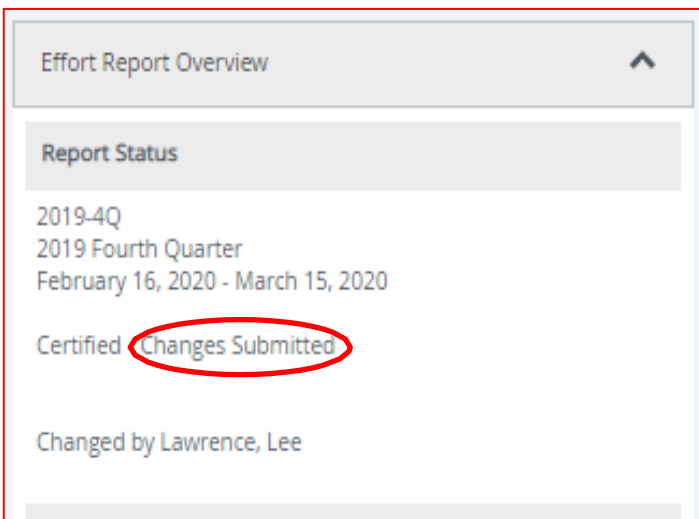 Effort Report Overview
Report Status
2019-4Q
2019 Fourth Quarter
February 16, 2020 - March 15, 2020
Certified Changes Submitted
Changed by Lawrence, Lee